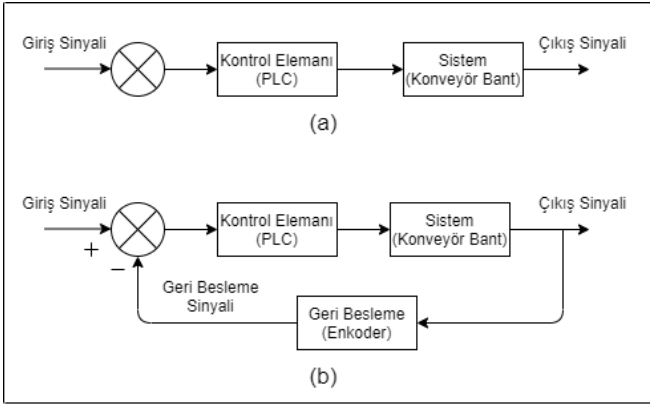 Giriş Sinyali
Kontrol Elemanı
(PLC)
Sistem
(Konveyör Bant)
Çıkış Sinyali
(a)
Giriş Sinyali
+
−
Kontrol Elemanı
(PLC)
Sistem
(Konveyör Bant)
Çıkış Sinyali
Geri Besleme
Sinyali
Geri Besleme
(Enkoder)
(b)